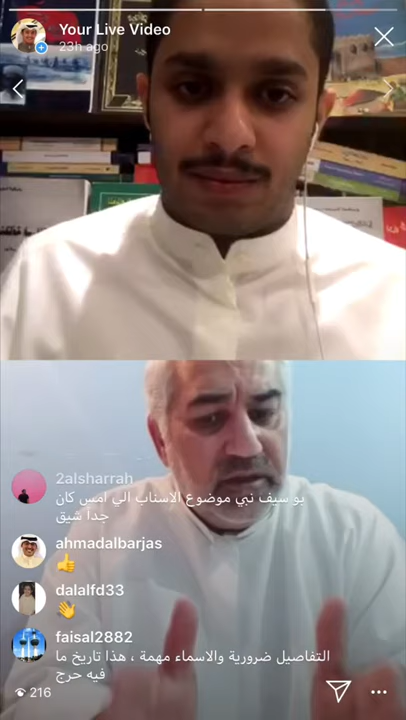 Your Live Video
23h ago
2alsharrah
بو سيف نبي موضوع الاسناب الي امس كان
جداً شيق
ahmadalbarjas
👍
dalalfd33
👋
faisal2882
التفاصيل ضرورية والاسماء مهمة ، هذا تاريخ ما
فيه حرج
216